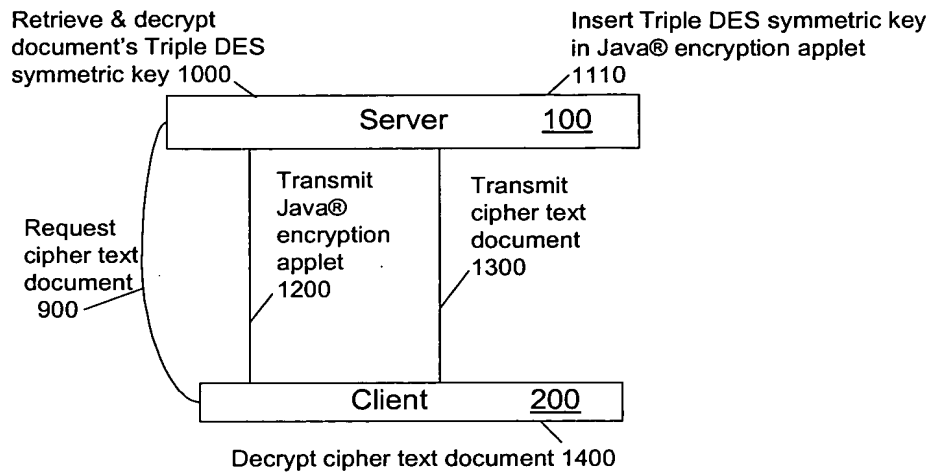 Retrieve & decrypt
document's Triple DES
symmetric key 1000
Insert Triple DES symmetric key
in Java® encryption applet
1110
Server 100
Request
cipher text
document
900
Transmit
Java®
encryption
applet
1200
Transmit
cipher text
document
1300
Client 200
Decrypt cipher text document 1400